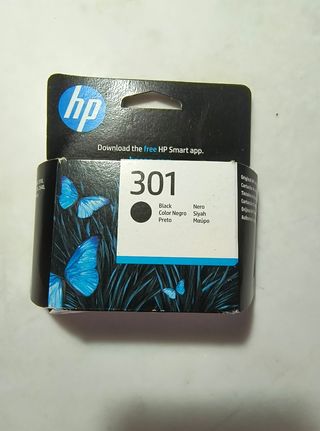 hp
Download the free HP Smart app.
301
Black Nero
Color Negro Siyah
Preto Μαύρο